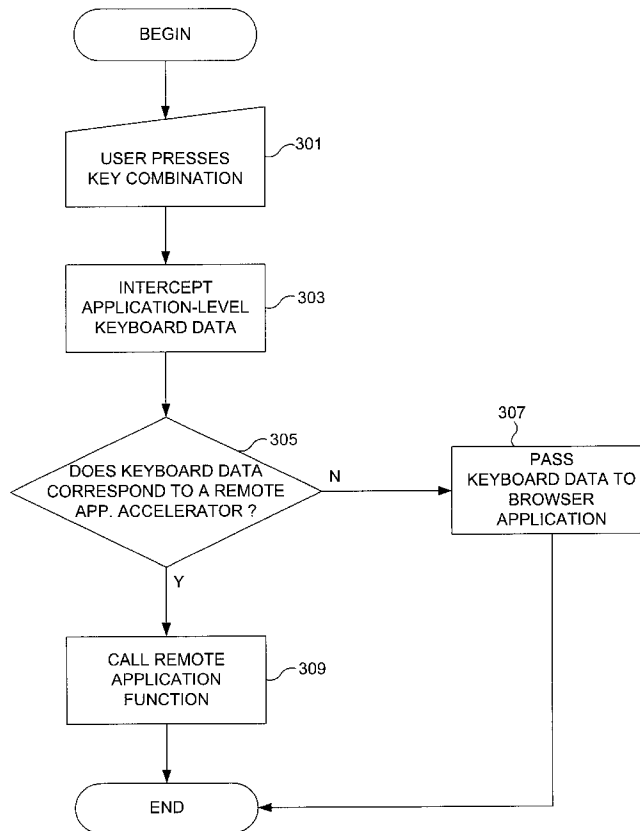 BEGIN
USER PRESSES
KEY COMBINATION
301
INTERCEPT
APPLICATION-LEVEL
KEYBOARD DATA
303
305
DOES KEYBOARD DATA
CORRESPOND TO A REMOTE
APP. ACCELERATOR ?
N
307
PASS
KEYBOARD DATA TO
BROWSER
APPLICATION
Y
CALL REMOTE
APPLICATION
FUNCTION
309
END